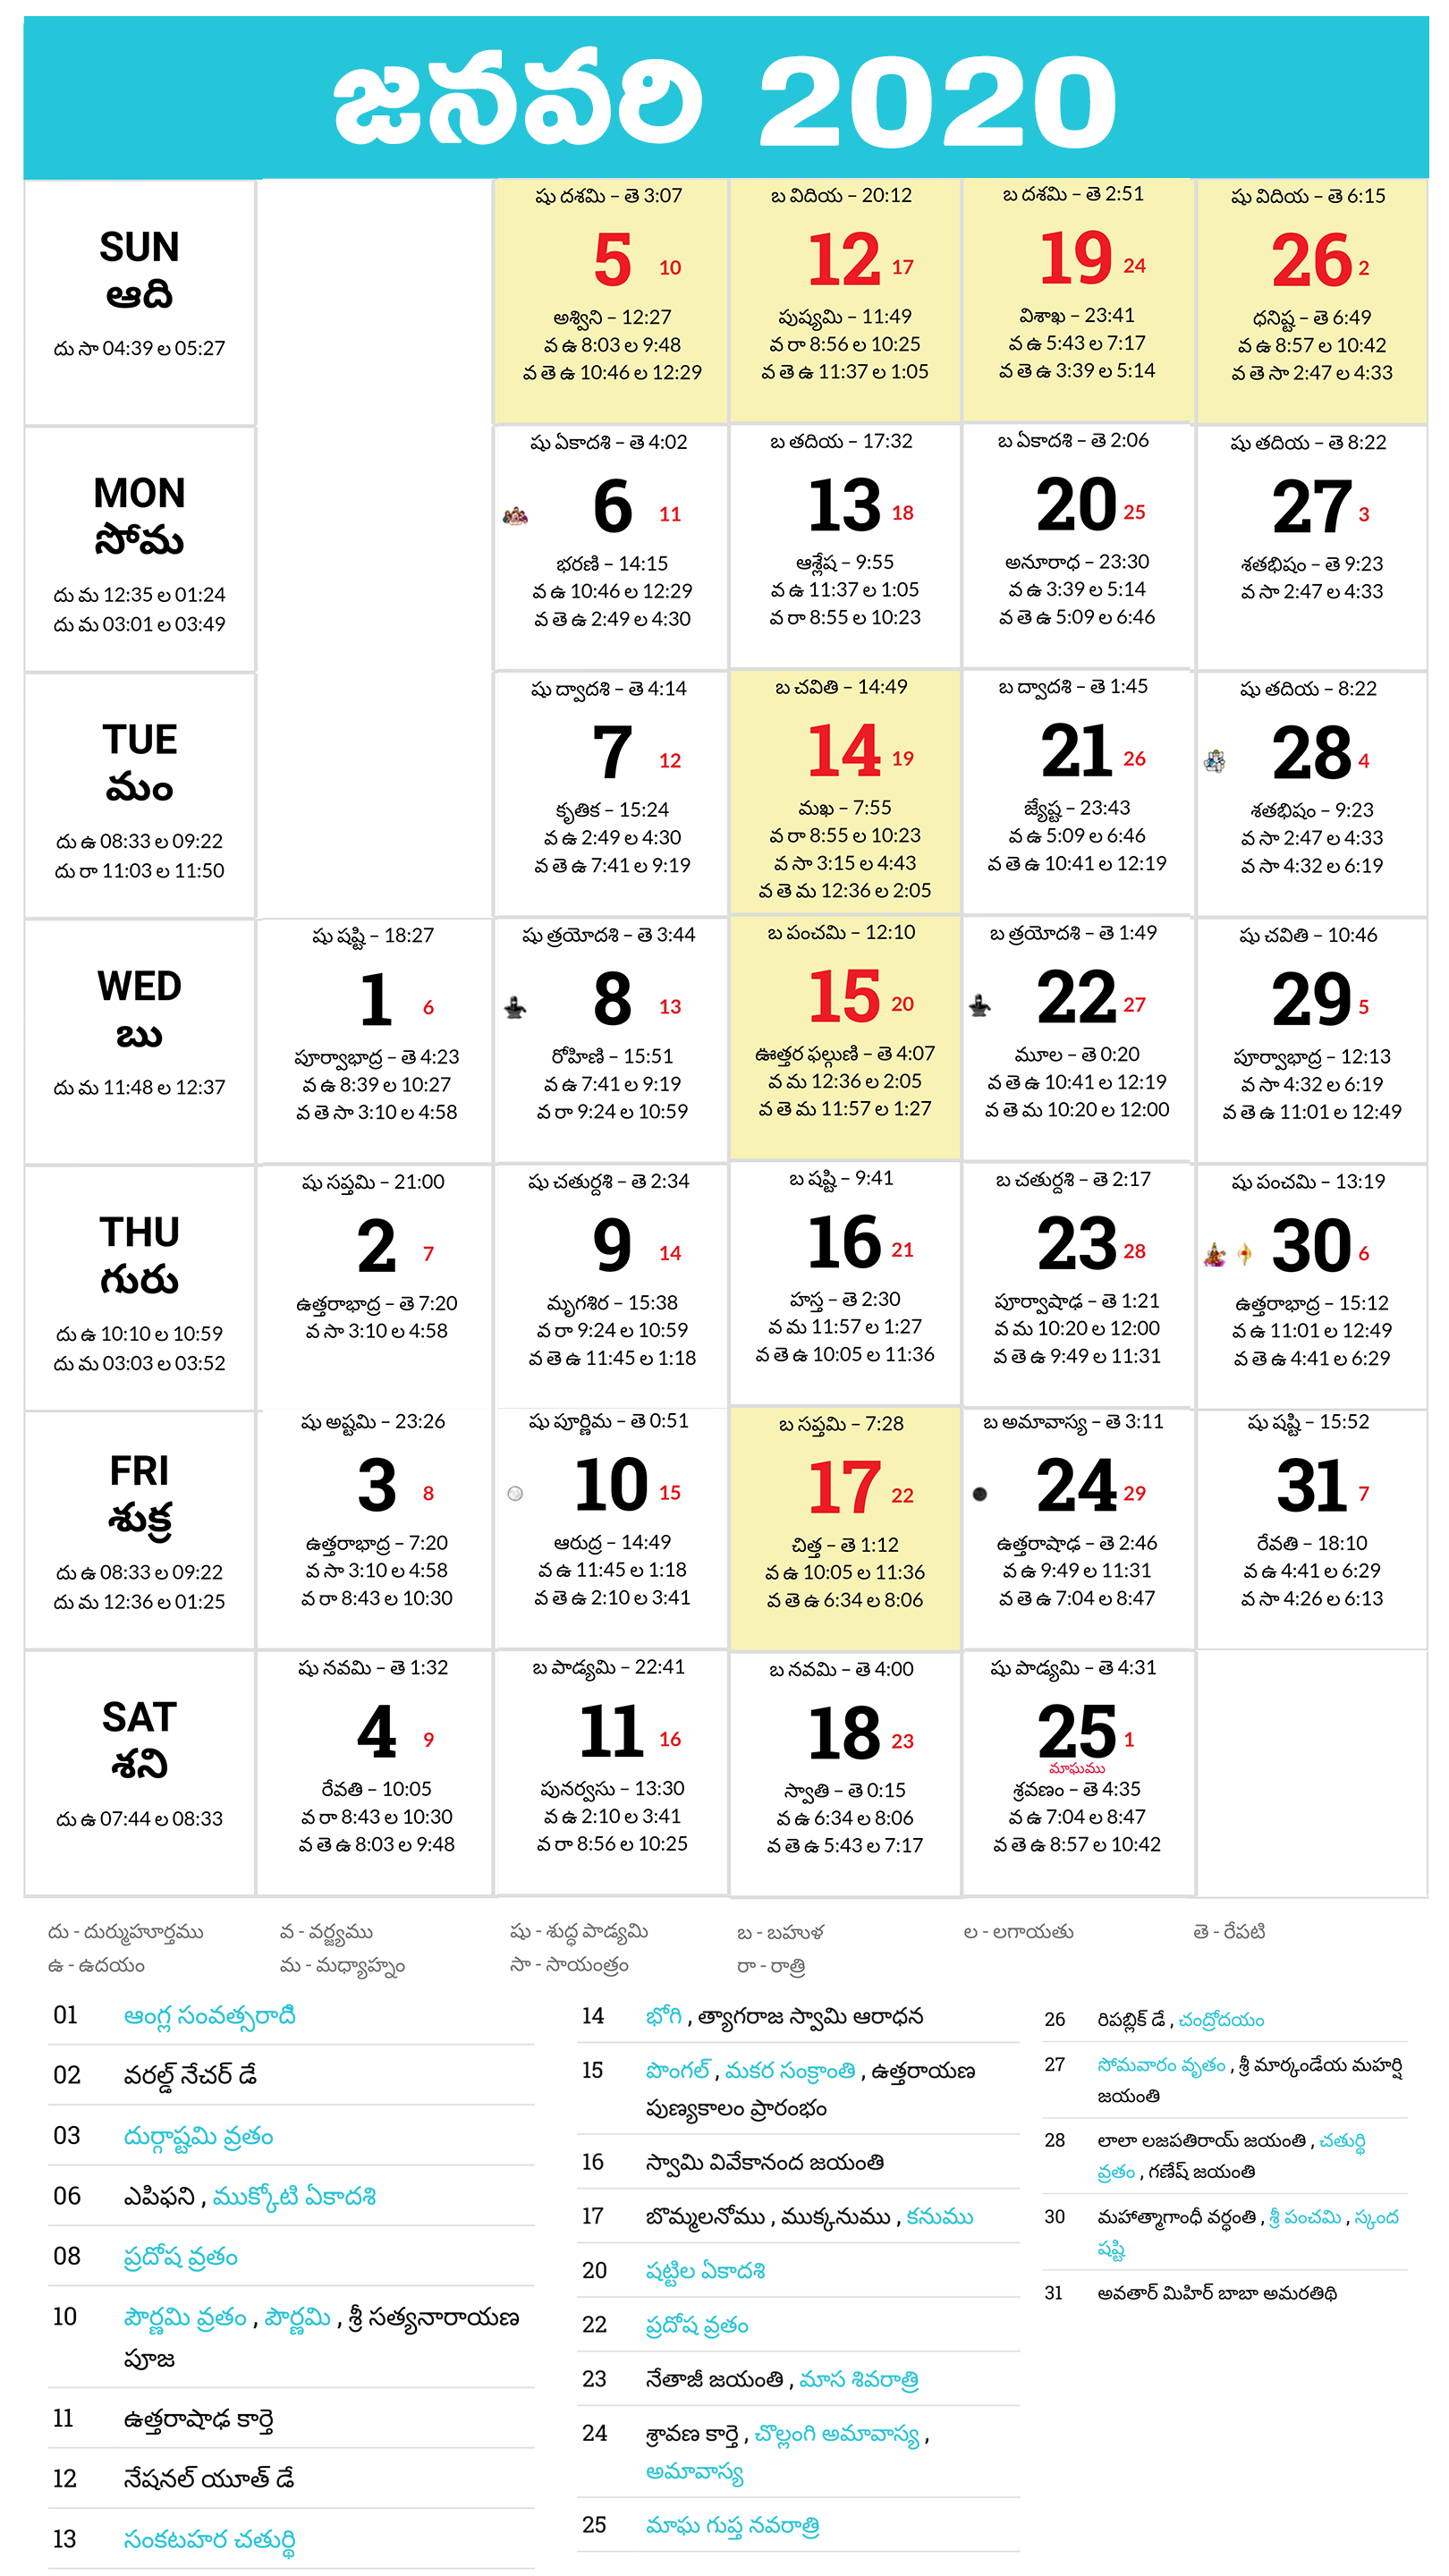 జనవరి 2020
SUN
ఆది
దు సా 04:39 ల 05:27
షు దశమి – తె 3:07
5 10
అశ్విని – 12:27
వ ఉ 8:03 ల 9:48
వ తె ఉ 10:46 ల 12:29
బ విదియ – 20:12
12 17
పుష్యమి – 11:49
వ రా 8:56 ల 10:25
వ తె ఉ 11:37 ల 1:05
బ దశమి – తె 2:51
19 24
విశాఖ – 23:41
వ ఉ 5:43 ల 7:17
వ తె ఉ 3:39 ల 5:14
షు విదియ – తె 6:15
26 2
ధనిష్ట – తె 6:49
వ ఉ 8:57 ల 10:42
వ తె సా 2:47 ల 4:33
MON
సోమ
దు మ 12:35 ల 01:24
దు మ 03:01 ల 03:49
షు ఏకాదశి – తె 4:02
6 11
భరణి – 14:15
వ ఉ 10:46 ల 12:29
వ తె ఉ 2:49 ల 4:30
బ తదియ – 17:32
13 18
ఆశ్లేష – 9:55
వ ఉ 11:37 ల 1:05
వ రా 8:55 ల 10:23
బ ఏకాదశి – తె 2:06
20 25
అనూరాధ – 23:30
వ ఉ 3:39 ల 5:14
వ తె ఉ 5:09 ల 6:46
షు తదియ – తె 8:22
27 3
శతభిషం – తె 9:23
వ సా 2:47 ల 4:33
TUE
మం
దు ఉ 08:33 ల 09:22
దు రా 11:03 ల 11:50
షు ద్వాదశి – తె 4:14
7 12
కృతిక – 15:24
వ ఉ 2:49 ల 4:30
వ తె ఉ 7:41 ల 9:19
బ చవితి – 14:49
14 19
మఖ – 7:55
వ రా 8:55 ల 10:23
వ సా 3:15 ల 4:43
వ తె మ 12:36 ల 2:05
బ ద్వాదశి – తె 1:45
21 26
జ్యేష్ట – 23:43
వ ఉ 5:09 ల 6:46
వ తె ఉ 10:41 ల 12:19
షు తదియ – 8:22
28 4
శతభిషం – 9:23
వ సా 2:47 ల 4:33
వ సా 4:32 ల 6:19
WED
బు
దు మ 11:48 ల 12:37
షు షష్టి – 18:27
1 6
పూర్వాభాద్ర – తె 4:23
వ ఉ 8:39 ల 10:27
వ తె సా 3:10 ల 4:58
షు త్రయోదశి – తె 3:44
8 13
రోహిణి – 15:51
వ ఉ 7:41 ల 9:19
వ రా 9:24 ల 10:59
బ పంచమి – 12:10
15 20
ఊత్తర ఫల్గుణి – తె 4:07
వ మ 12:36 ల 2:05
వ తె మ 11:57 ల 1:27
బ త్రయోదశి – తె 1:49
22 27
మూల – తె 0:20
వ తె ఉ 10:41 ల 12:19
వ తె మ 10:20 ల 12:00
షు చవితి – 10:46
29 5
పూర్వాభాద్ర – 12:13
వ సా 4:32 ల 6:19
వ తె ఉ 11:01 ల 12:49
THU
గురు
దు ఉ 10:10 ల 10:59
దు మ 03:03 ల 03:52
షు సప్తమి – 21:00
2 7
ఉత్తరాభాద్ర – తె 7:20
వ సా 3:10 ల 4:58
షు చతుర్దశి – తె 2:34
9 14
మృగశిర – 15:38
వ రా 9:24 ల 10:59
వ తె ఉ 11:45 ల 1:18
బ షష్టి – 9:41
16 21
హస్త – తె 2:30
వ మ 11:57 ల 1:27
వ తె ఉ 10:05 ల 11:36
బ చతుర్దశి – తె 2:17
23 28
పూర్వాషాఢ – తె 1:21
వ మ 10:20 ల 12:00
వ తె ఉ 9:49 ల 11:31
షు పంచమి – 13:19
30 6
ఉత్తరాభాద్ర – 15:12
వ ఉ 11:01 ల 12:49
వ తె ఉ 4:41 ల 6:29
FRI
శుక్ర
దు ఉ 08:33 ల 09:22
దు మ 12:36 ల 01:25
షు అష్టమి – 23:26
3 8
ఉత్తరాభాద్ర – 7:20
వ సా 3:10 ల 4:58
వ రా 8:43 ల 10:30
షు పూర్ణిమ – తె 0:51
10 15
ఆరుద్ర – 14:49
వ ఉ 11:45 ల 1:18
వ తె ఉ 2:10 ల 3:41
బ సప్తమి – 7:28
17 22
చిత్త – తె 1:12
వ ఉ 10:05 ల 11:36
వ తె ఉ 6:34 ల 8:06
బ అమావాస్య – తె 3:11
24 29
ఉత్తరాషాఢ – తె 2:46
వ ఉ 9:49 ల 11:31
వ తె ఉ 7:04 ల 8:47
షు షష్టి – 15:52
31 7
రేవతి – 18:10
వ ఉ 4:41 ల 6:29
వ సా 4:26 ల 6:13
SAT
శని
దు ఉ 07:44 ల 08:33
షు నవమి – తె 1:32
4 9
రేవతి – 10:05
వ రా 8:43 ల 10:30
వ తె ఉ 8:03 ల 9:48
బ పాడ్యమి – 22:41
11 16
పునర్వసు – 13:30
వ ఉ 2:10 ల 3:41
వ రా 8:56 ల 10:25
బ నవమి – తె 4:00
18 23
స్వాతి – తె 0:15
వ ఉ 6:34 ల 8:06
వ తె ఉ 5:43 ల 7:17
షు పాడ్యమి – తె 4:31
25 1
మాఘము
శ్రవణం – తె 4:35
వ ఉ 7:04 ల 8:47
వ తె ఉ 8:57 ల 10:42
దు - దుర్ముహూర్తము వ - వర్జ్యము షు - శుద్ధ పాడ్యమి బ - బహుళ ల - లగాయతు తె - రేపటి
ఉ - ఉదయం మ - మధ్యాహ్నం సా - సాయంత్రం రా - రాత్రి
01 ఆంగ్ల సంవత్సరాది
02 వరల్డ్ నేచర్ డే
03 దుర్గాష్టమి వ్రతం
06 ఎపిఫని , ముక్కోటి ఏకాదశి
08 ప్రదోష వ్రతం
10 పౌర్ణమి వ్రతం , పౌర్ణమి , శ్రీ సత్యనారాయణ
పూజ
11 ఉత్తరాషాఢ కార్తె
12 నేషనల్ యూత్ డే
13 సంకటహర చతుర్థి
14 భోగి , త్యాగరాజ స్వామి ఆరాధన
15 పొంగల్ , మకర సంక్రాంతి , ఉత్తరాయణ
పుణ్యకాలం ప్రారంభం
16 స్వామి వివేకానంద జయంతి
17 బొమ్మలనోము , ముక్కనుము , కనుము
20 షట్టిల ఏకాదశి
22 ప్రదోష వ్రతం
23 నేతాజీ జయంతి , మాస శివరాత్రి
24 శ్రావణ కార్తె , చొల్లంగి అమావాస్య ,
అమావాస్య
25 మాఘ గుప్త నవరాత్రి
26 రిపబ్లిక్ డే , చంద్రోదయం
27 సోమవారం వృతం , శ్రీ మార్కండేయ మహర్షి
జయంతి
28 లాలా లజపతిరాయ్ జయంతి , చతుర్థి
వ్రతం , గణేష్ జయంతి
30 మహాత్మాగాంధీ వర్ధంతి , శ్రీ పంచమి , స్కంద
షష్టి
31 అవతార్ మిహిర్ బాబా అమరతిథి